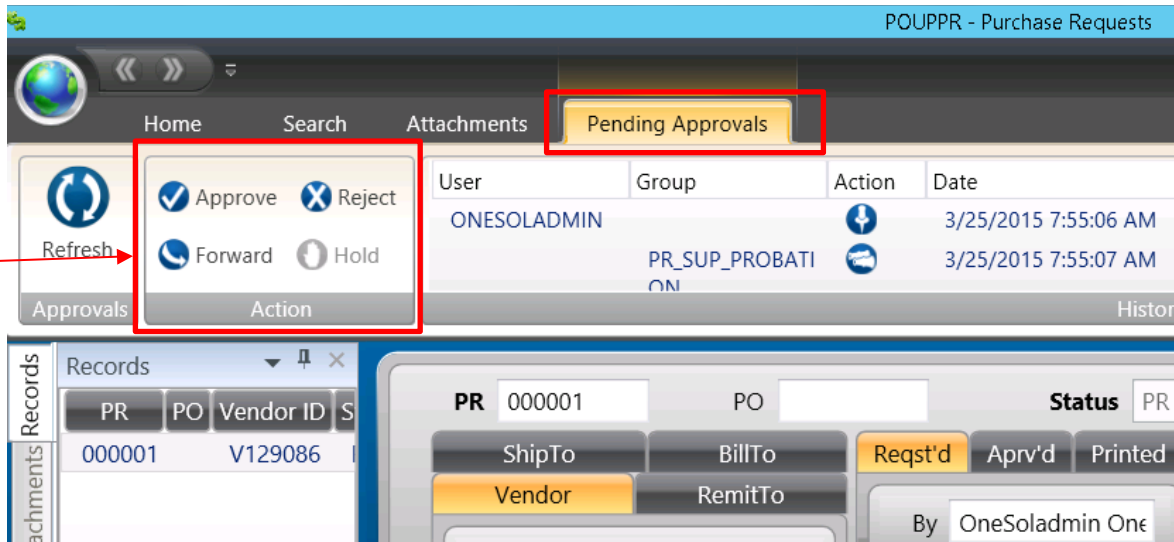 POUPPR - Purchase Requests
Home Search Attachments Pending Approvals
Refresh
Approvals
Approve Reject
Forward Hold
Action
User Group Action Date
ONESOLADMIN 3/25/2015 7:55:06 AM
PR_SUP_PROBATI 3/25/2015 7:55:07 AM
ON
Histor
Records
achments
Records
PR PO Vendor ID S
000001 V129086
PR 000001 PO Status PR
ShipTo BillTo Reqst'd Aprv'd Printed
Vendor RemitTo
By OneSoladmin One